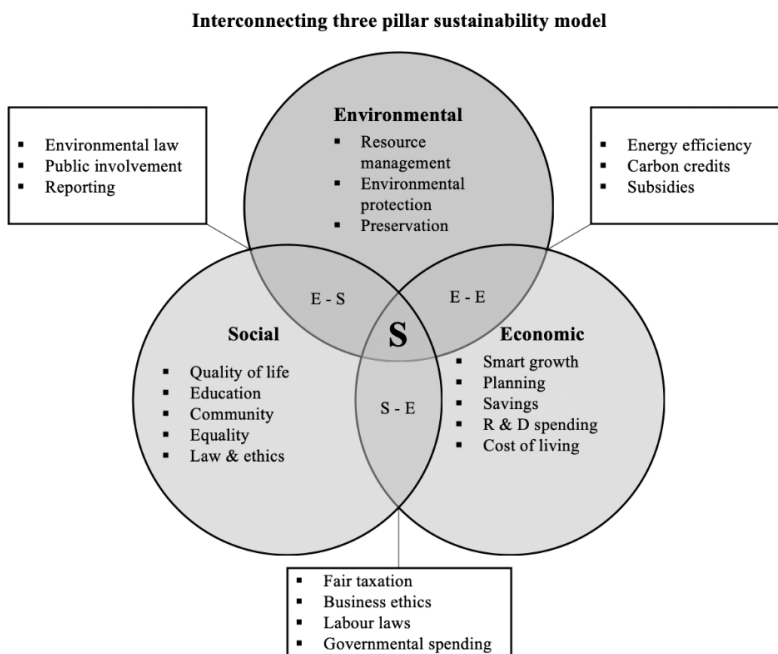 Interconnecting three pillar sustainability model
Environmental
▪ Resource
management
▪ Environmental
protection
▪ Preservation
▪ Environmental law
▪ Public involvement
▪ Reporting
▪ Energy efficiency
▪ Carbon credits
▪ Subsidies
E - S
E - E
S
S - E
Social
▪ Quality of life
▪ Education
▪ Community
▪ Equality
▪ Law & ethics
Economic
▪ Smart growth
▪ Planning
▪ Savings
▪ R & D spending
▪ Cost of living
▪ Fair taxation
▪ Business ethics
▪ Labour laws
▪ Governmental spending